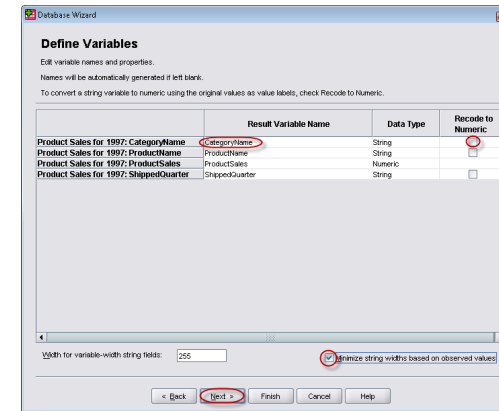 Database Wizard
Define Variables
Edit variable names and properties.
Names will be automatically generated if left blank.
To convert a string variable to numeric using the original values as value labels, check Recode to Numeric.
Result Variable Name Data Type Recode to Numeric
Product Sales for 1997: CategoryName CategoryName String
Product Sales for 1997: ProductName ProductName String
Product Sales for 1997: ProductSales ProductSales Numeric
Product Sales for 1997: ShippedQuarter ShippedQuarter String
Width for variable-width string fields: 255 Minimize string widths based on observed values
< Back Next > Finish Cancel Help